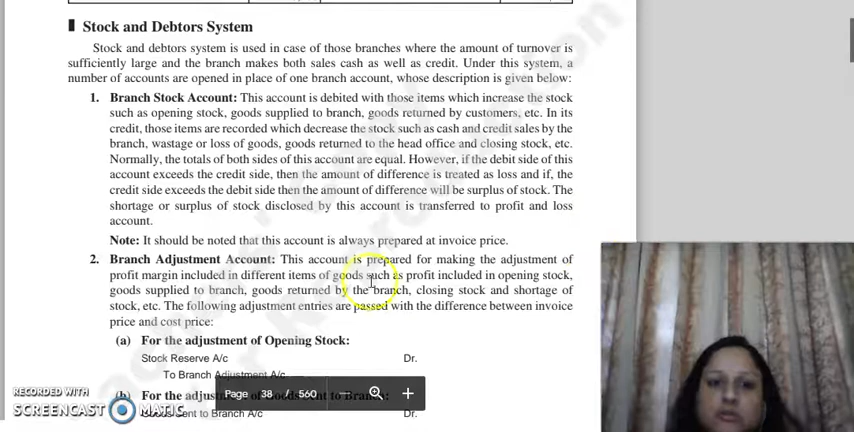 Stock and Debtors System
Stock and debtors system is used in case of those branches where the amount of turnover is
sufficiently large and the branch makes both sales cash as well as credit. Under this system, a
number of accounts are opened in place of one branch account, whose description is given below:
1. Branch Stock Account: This account is debited with those items which increase the stock
such as opening stock, goods supplied to branch, goods returned by customers, etc. In its
credit, those items are recorded which decrease the stock such as cash and credit sales by the
branch, wastage or loss of goods, goods returned to the head office and closing stock, etc.
Normally, the totals of both sides of this account are equal. However, if the debit side of this
account exceeds the credit side, then the amount of difference is treated as loss and if, the
credit side exceeds the debit side then the amount of difference will be surplus of stock. The
shortage or surplus of stock disclosed by this account is transferred to profit and loss
account.
Note: It should be noted that this account is always prepared at invoice price.
2. Branch Adjustment Account: This account is prepared for making the adjustment of
profit margin included in different items of goods such as profit included in opening stock,
goods supplied to branch, goods returned by the branch, closing stock and shortage of
stock, etc. The following adjustment entries are passed with the difference between invoice
price and cost price:
(a) For the adjustment of Opening Stock:
Stock Reserve A/c Dr.
To Branch Adjustment A/c
(b) For the adjust
Sent to Branch A/c Dr.
Page 38 / 560 — +
RECORDED WITH
SCREENCAST MATIC